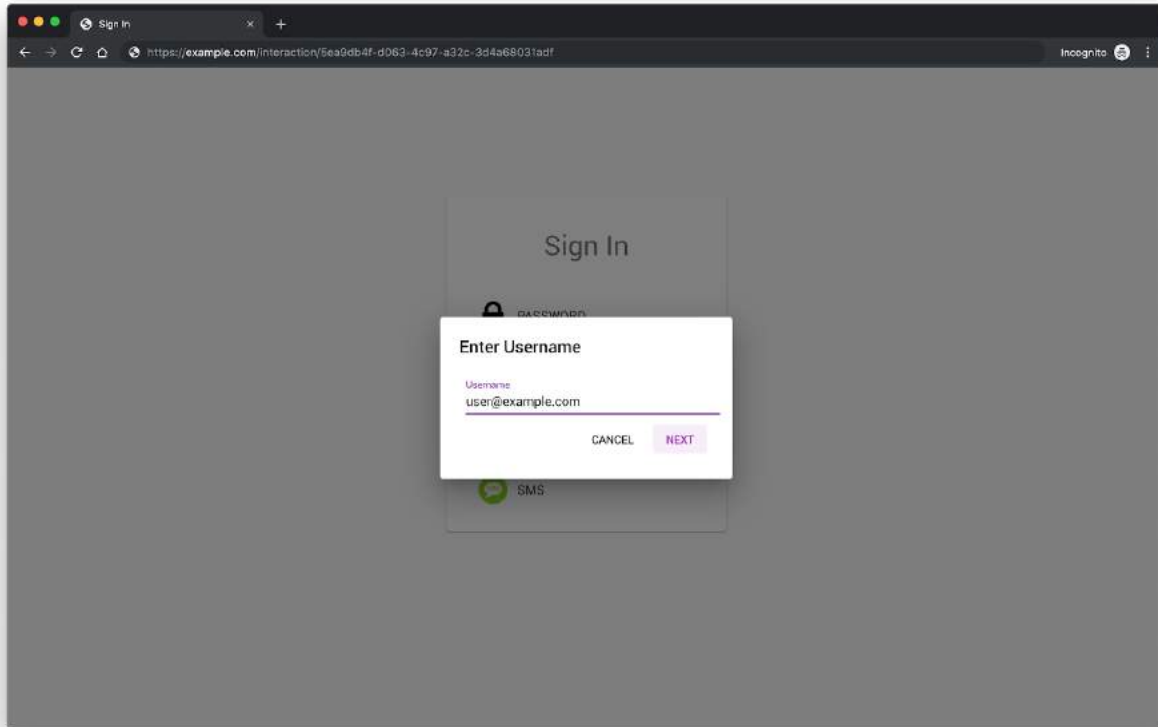 Sign In
https://example.com/interaction/5ea9db4f-d063-4c97-a32c-3d4a68031adf
Incognito
Sign In
PASSWORD
Enter Username
Username
user@example.com
CANCEL NEXT
SMS